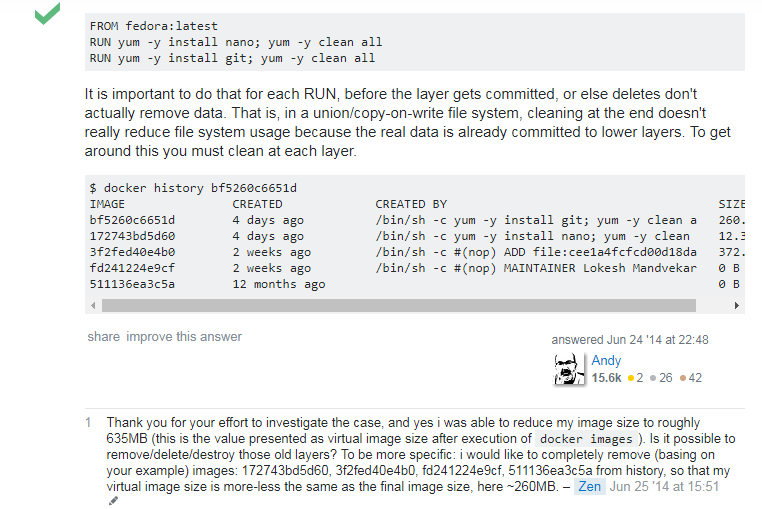 FROM fedora:latest
RUN yum -y install nano; yum -y clean all
RUN yum -y install git; yum -y clean all
It is important to do that for each RUN, before the layer gets committed, or else deletes don't
actually remove data. That is, in a union/copy-on-write file system, cleaning at the end doesn't
really reduce file system usage because the real data is already committed to lower layers. To get
around this you must clean at each layer.
$ docker history bf5260c6651d
IMAGE CREATED CREATED BY SIZE
bf5260c6651d 4 days ago /bin/sh -c yum -y install git; yum -y clean a 260.
172743bd5d60 4 days ago /bin/sh -c yum -y install nano; yum -y clean 12.3
3f2fed40e4b0 2 weeks ago /bin/sh -c #(nop) ADD file:cee1a4fcfcd00d18da 372.
fd241224e9cf 2 weeks ago /bin/sh -c #(nop) MAINTAINER Lokesh Mandvekar 0 B
511136ea3c5a 12 months ago 0 B
share improve this answer
answered Jun 24 '14 at 22:48
Andy
15.6k 2 26 42
1 Thank you for your effort to investigate the case, and yes i was able to reduce my image size to roughly
635MB (this is the value presented as virtual image size after execution of docker images ). Is it possible to
remove/delete/destroy those old layers? To be more specific: i would like to completely remove (basing on
your example) images: 172743bd5d60, 3f2fed40e4b0, fd241224e9cf, 511136ea3c5a from history, so that my
virtual image size is more-less the same as the final image size, here ~260MB. – Zen Jun 25 '14 at 15:51